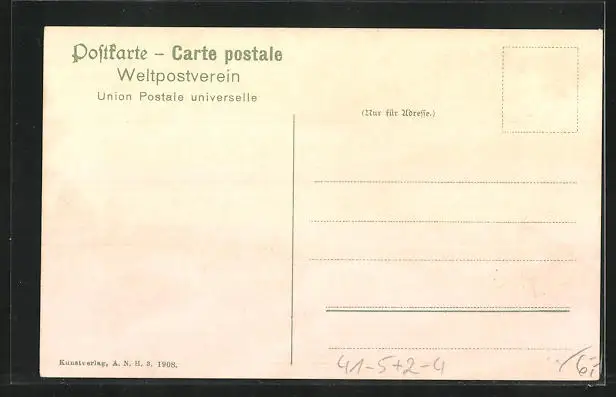 Postkarte – Carte postale
Weltpostverein
Union Postale universelle
(Nur für Adresse.)
Kunstverlag, A. N. H. 3. 1908.
41-5+2-4